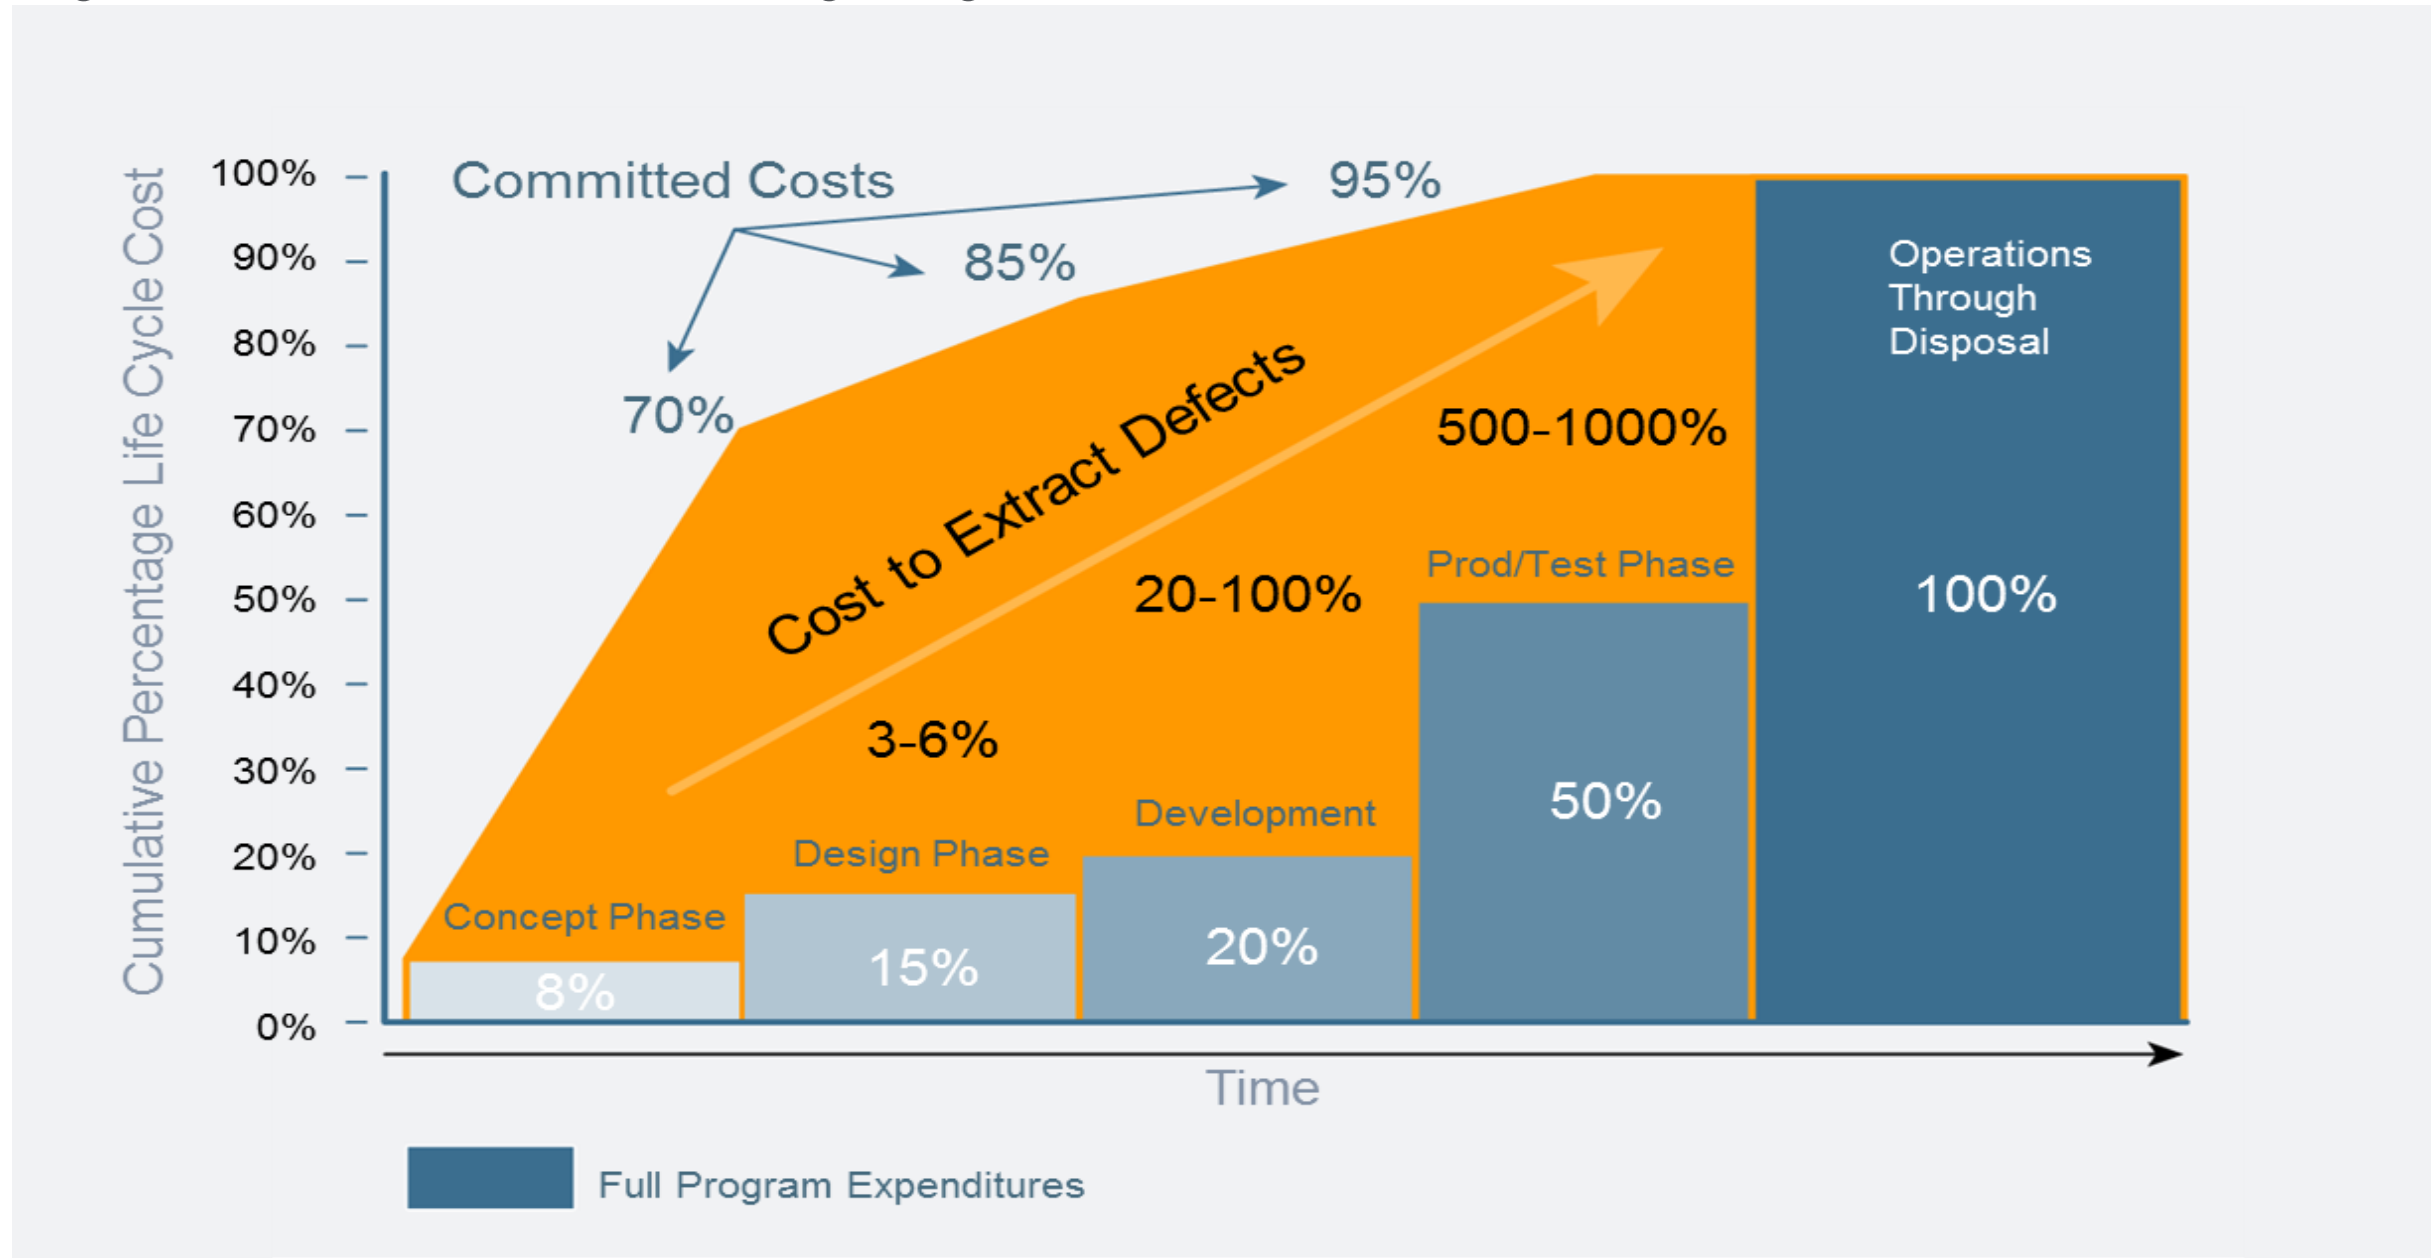 Committed Costs
95%
85%
70%
Cumulative Percentage Life Cycle Cost
100%
90%
80%
70%
60%
50%
40%
30%
20%
10%
0%
Cost to Extract Defects
500-1000%
20-100%
3-6%
Concept Phase
8%
Design Phase
15%
Development
20%
Prod/Test Phase
50%
Operations
Through
Disposal
100%
Time
Full Program Expenditures